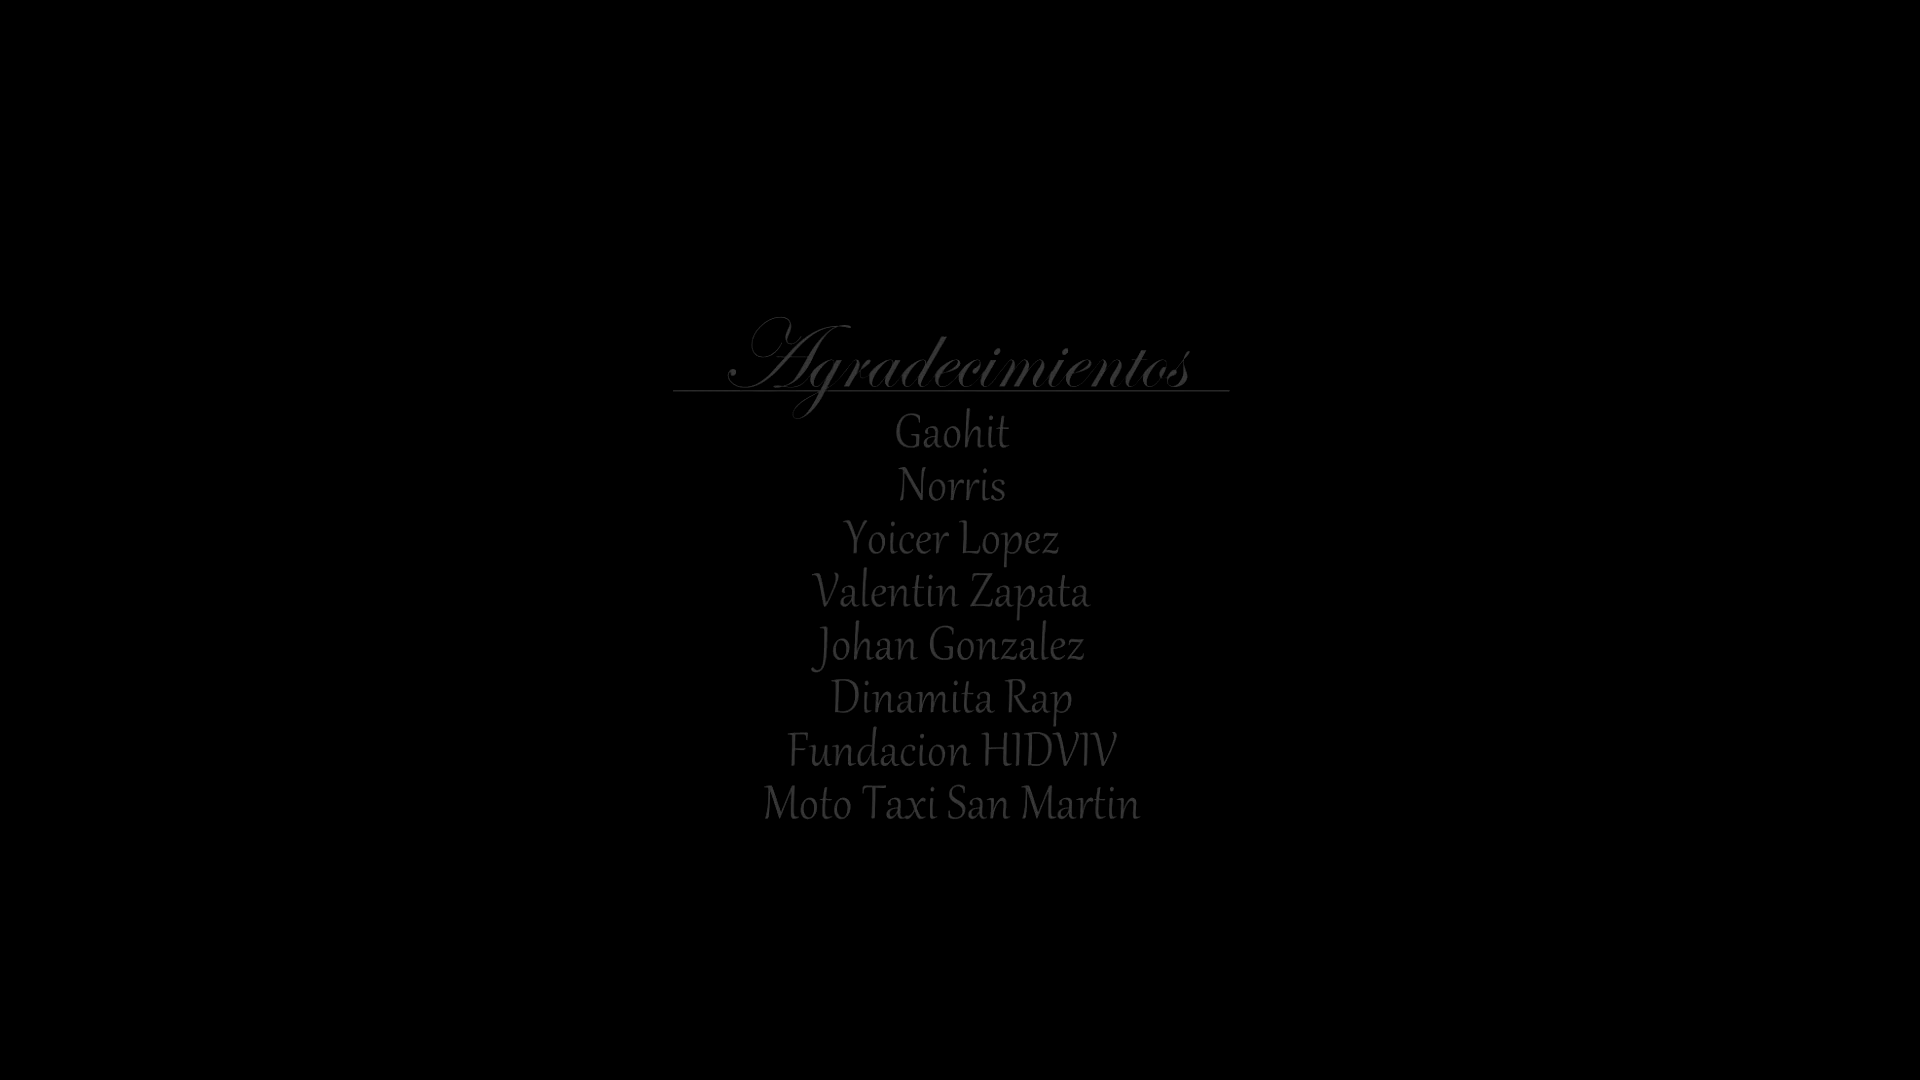 Agradecimientos
Gaohit
Norris
Yoicer Lopez
Valentin Zapata
Johan Gonzalez
Dinamita Rap
Fundacion HIDVIV
Moto Taxi San Martin